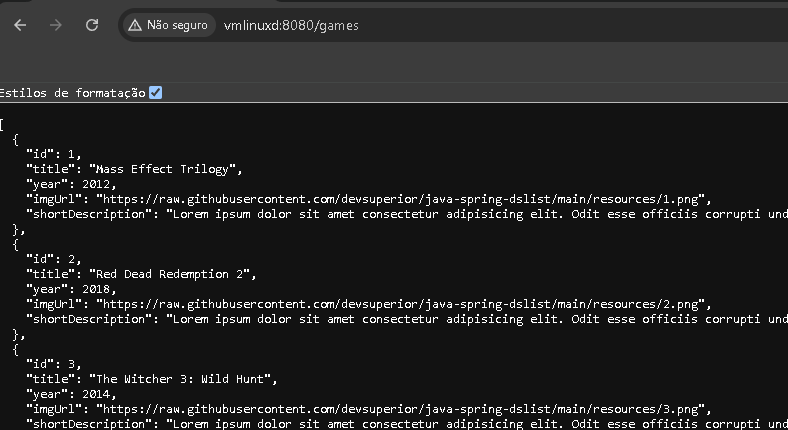 Não seguro vmlinuxd:8080/games
Estilos de formatação
[
  {
    "id": 1,
    "title": "Mass Effect Trilogy",
    "year": 2012,
    "imgUrl": "https://raw.githubusercontent.com/devsuperior/java-spring-dslist/main/resources/1.png",
    "shortDescription": "Lorem ipsum dolor sit amet consectetur adipisicing elit. Odit esse officiis corrupti und
  },
  {
    "id": 2,
    "title": "Red Dead Redemption 2",
    "year": 2018,
    "imgUrl": "https://raw.githubusercontent.com/devsuperior/java-spring-dslist/main/resources/2.png",
    "shortDescription": "Lorem ipsum dolor sit amet consectetur adipisicing elit. Odit esse officiis corrupti und
  },
  {
    "id": 3,
    "title": "The Witcher 3: Wild Hunt",
    "year": 2014,
    "imgUrl": "https://raw.githubusercontent.com/devsuperior/java-spring-dslist/main/resources/3.png",
    "shortDescription": "Lorem ipsum dolor sit amet consectetur adipisicing elit. Odit esse officiis corrupti und